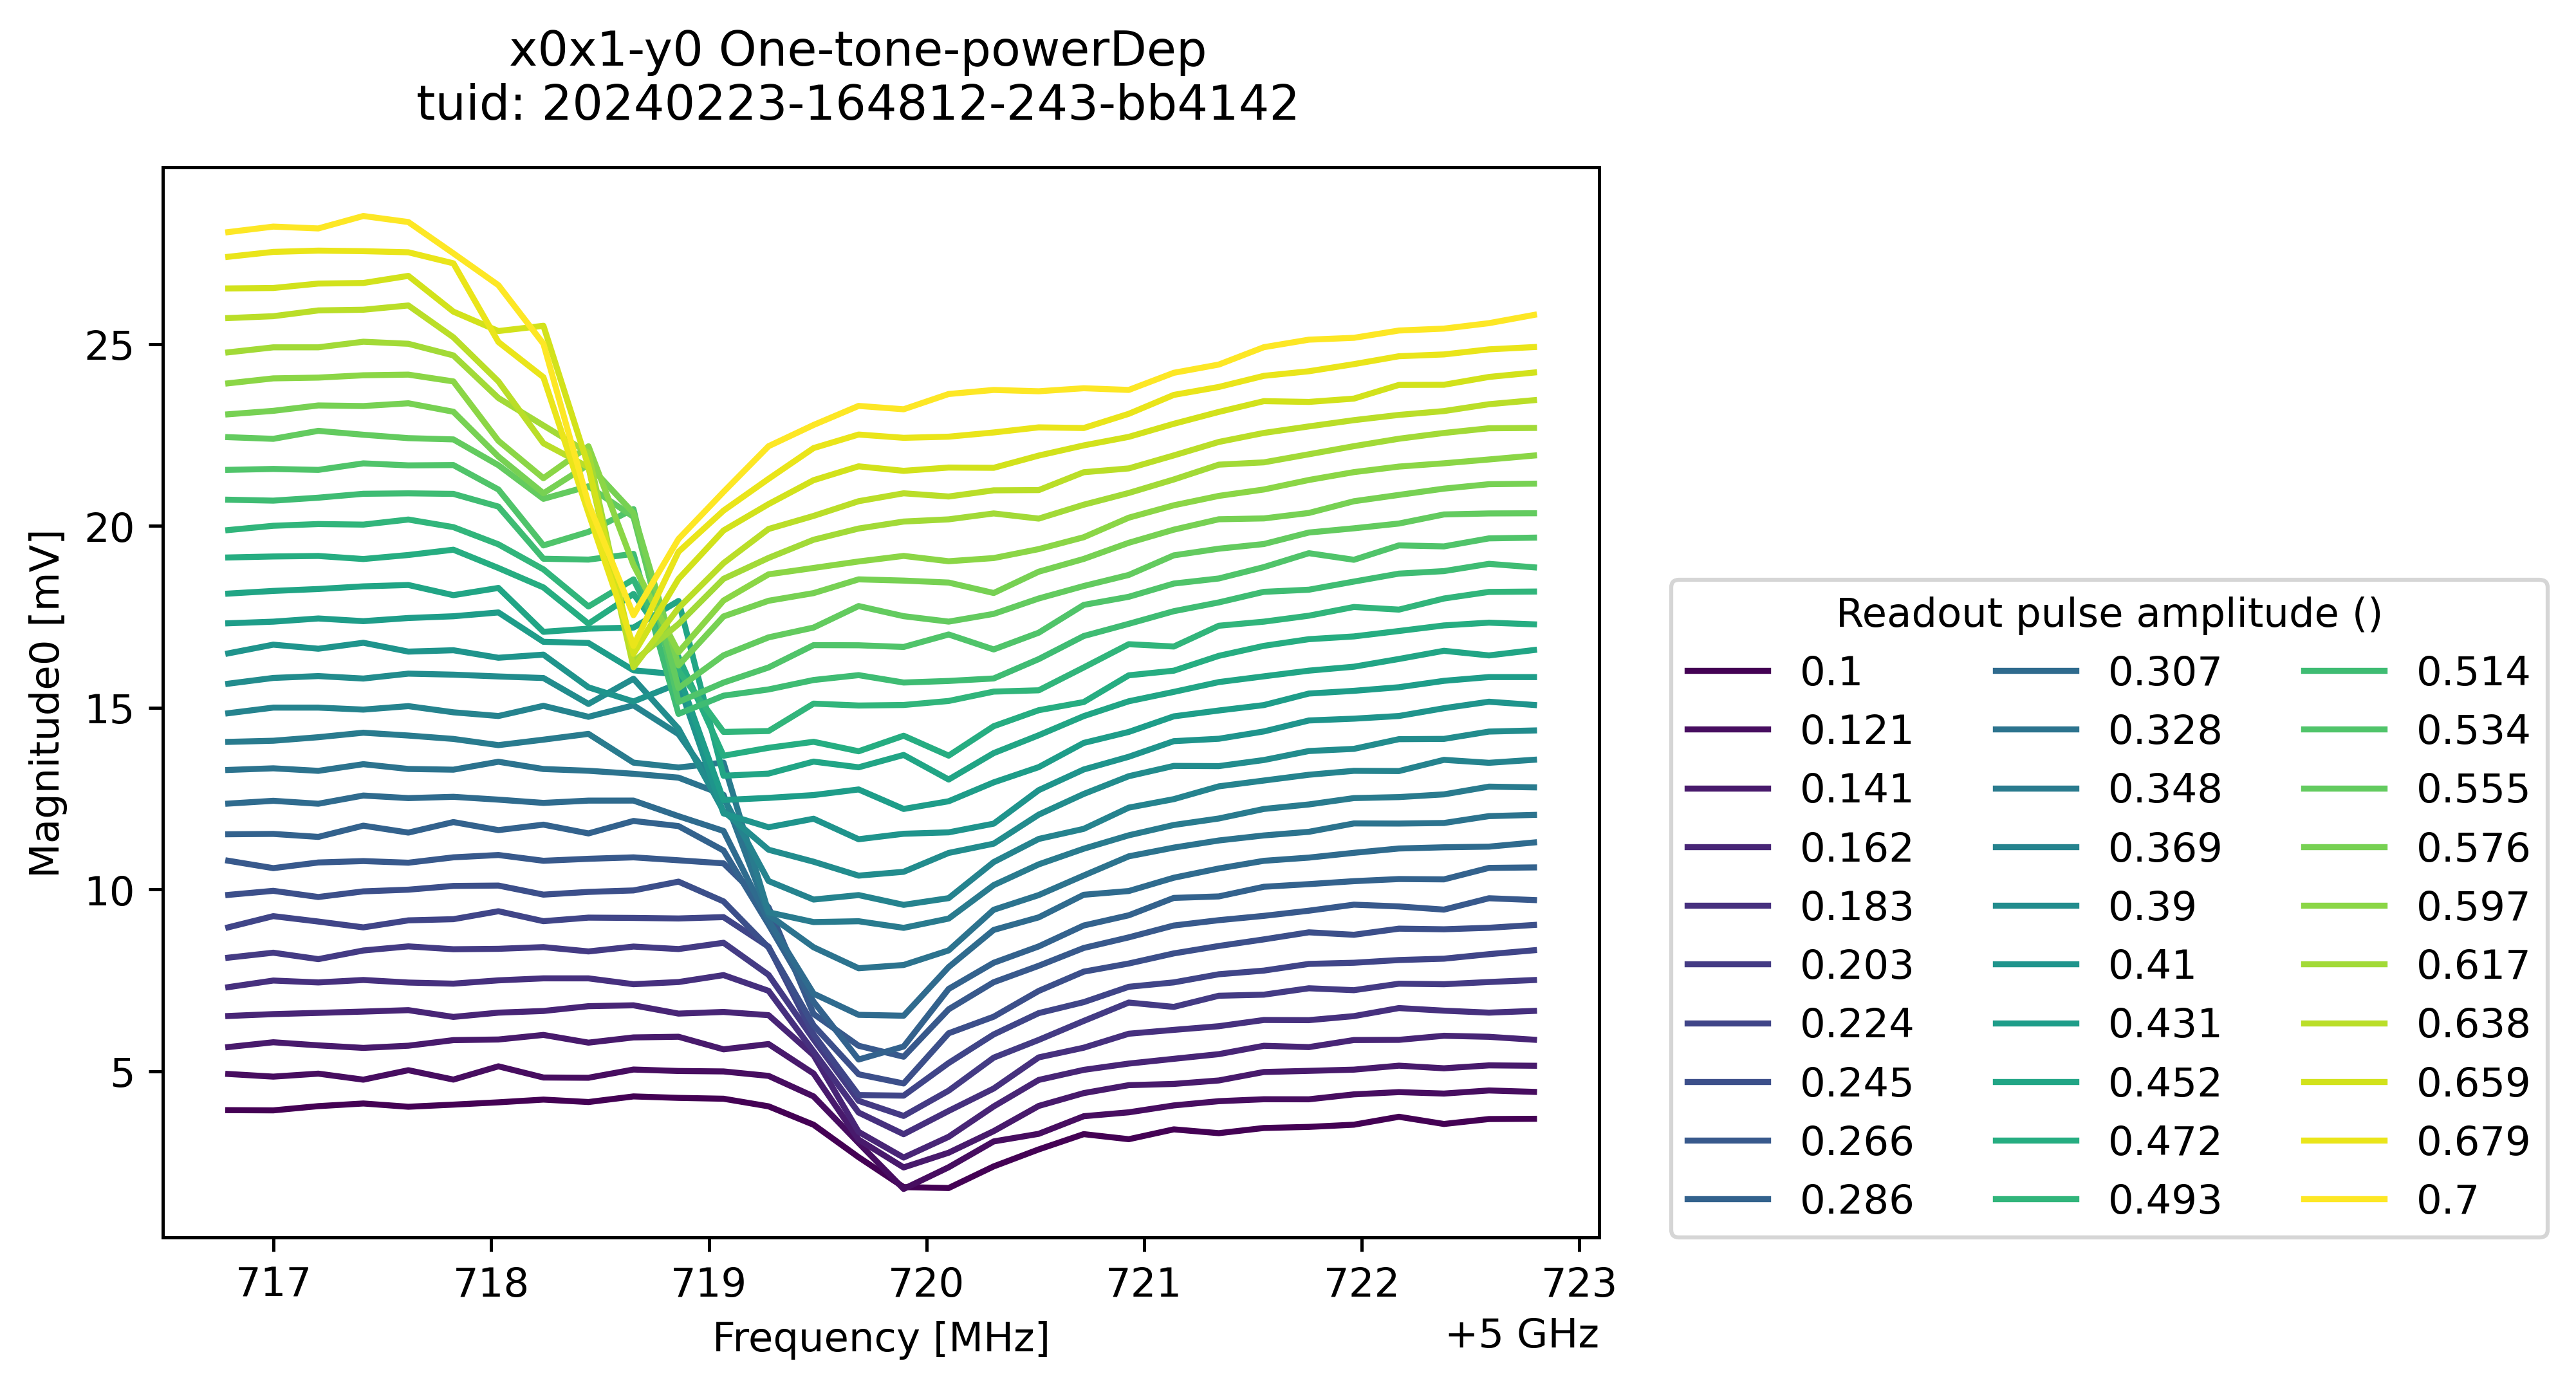 x0x1-y0 One-tone-powerDep
tuid: 20240223-164812-243-bb4142
Magnitude0 [mV]
25
20
15
10
5
717 718 719 720 721 722 723
Frequency [MHz]
+5 GHz
Readout pulse amplitude ()
0.1 0.307 0.514
0.121 0.328 0.534
0.141 0.348 0.555
0.162 0.369 0.576
0.183 0.39 0.597
0.203 0.41 0.617
0.224 0.431 0.638
0.245 0.452 0.659
0.266 0.472 0.679
0.286 0.493 0.7